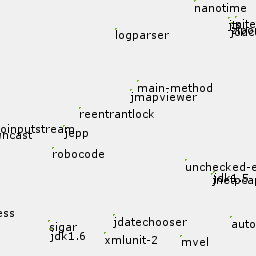 nanotime
logparser
main-method
jmapviewer
reentrantlock
oinputstream
jepp
ncast
robocode
unchecked-e
jdk1.5
ess
jdatechooser
sigar
jdk1.6
xmlunit-2
mvel
auto